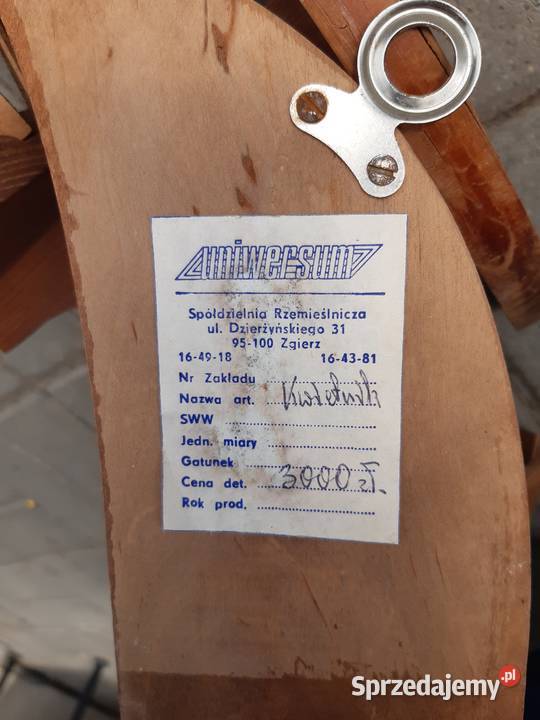 uniwersum
Spółdzielnia Rzemieślnicza
ul. Dzierżyńskiego 31
95-100 Zgierz
16-49-18 16-43-81
Nr Zakładu
Nazwa art. Kwietnik
SWW
Jedn. miary
Gatunek
Cena det. 3000 zł.
Rok prod.
Sprzedajemy.pl